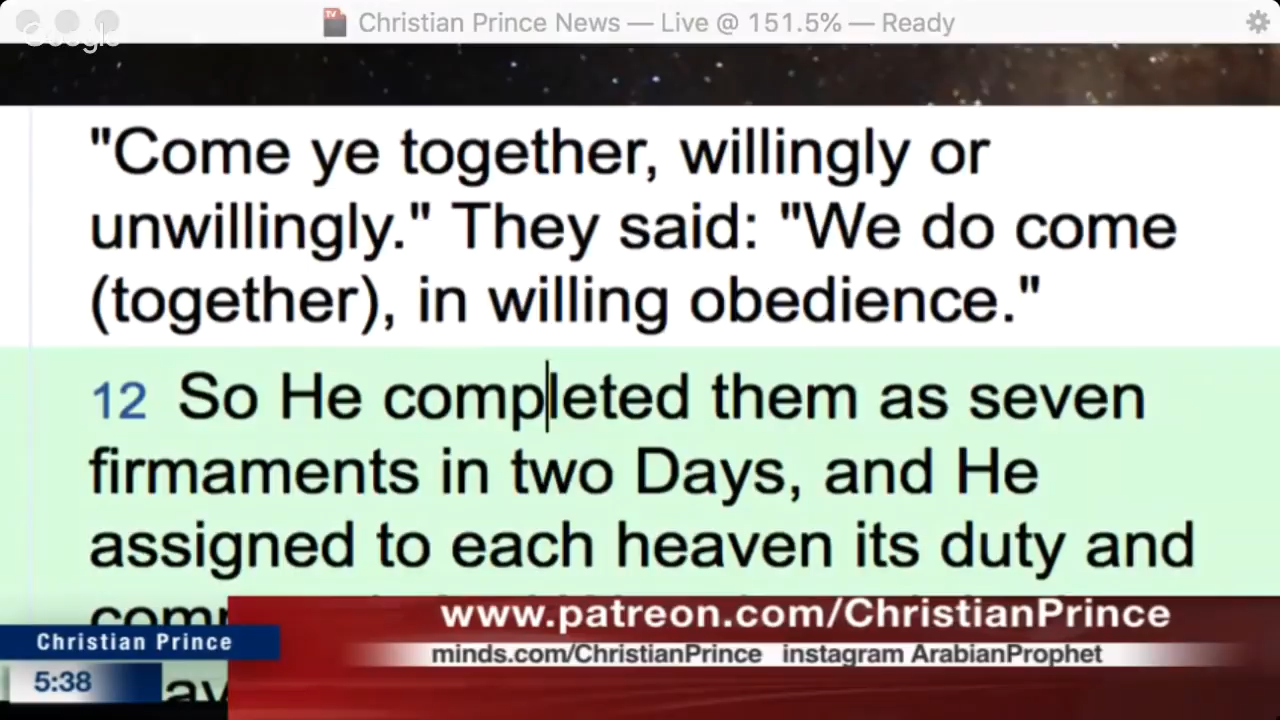 Christian Prince News — Live @ 151.5% — Ready
Google
"Come ye together, willingly or
unwillingly." They said: "We do come
(together), in willing obedience."
12 So He completed them as seven
firmaments in two Days, and He
assigned to each heaven its duty and
www.patreon.com/ChristianPrince
Christian Prince
minds.com/ChristianPrince instagram ArabianProphet
5:38